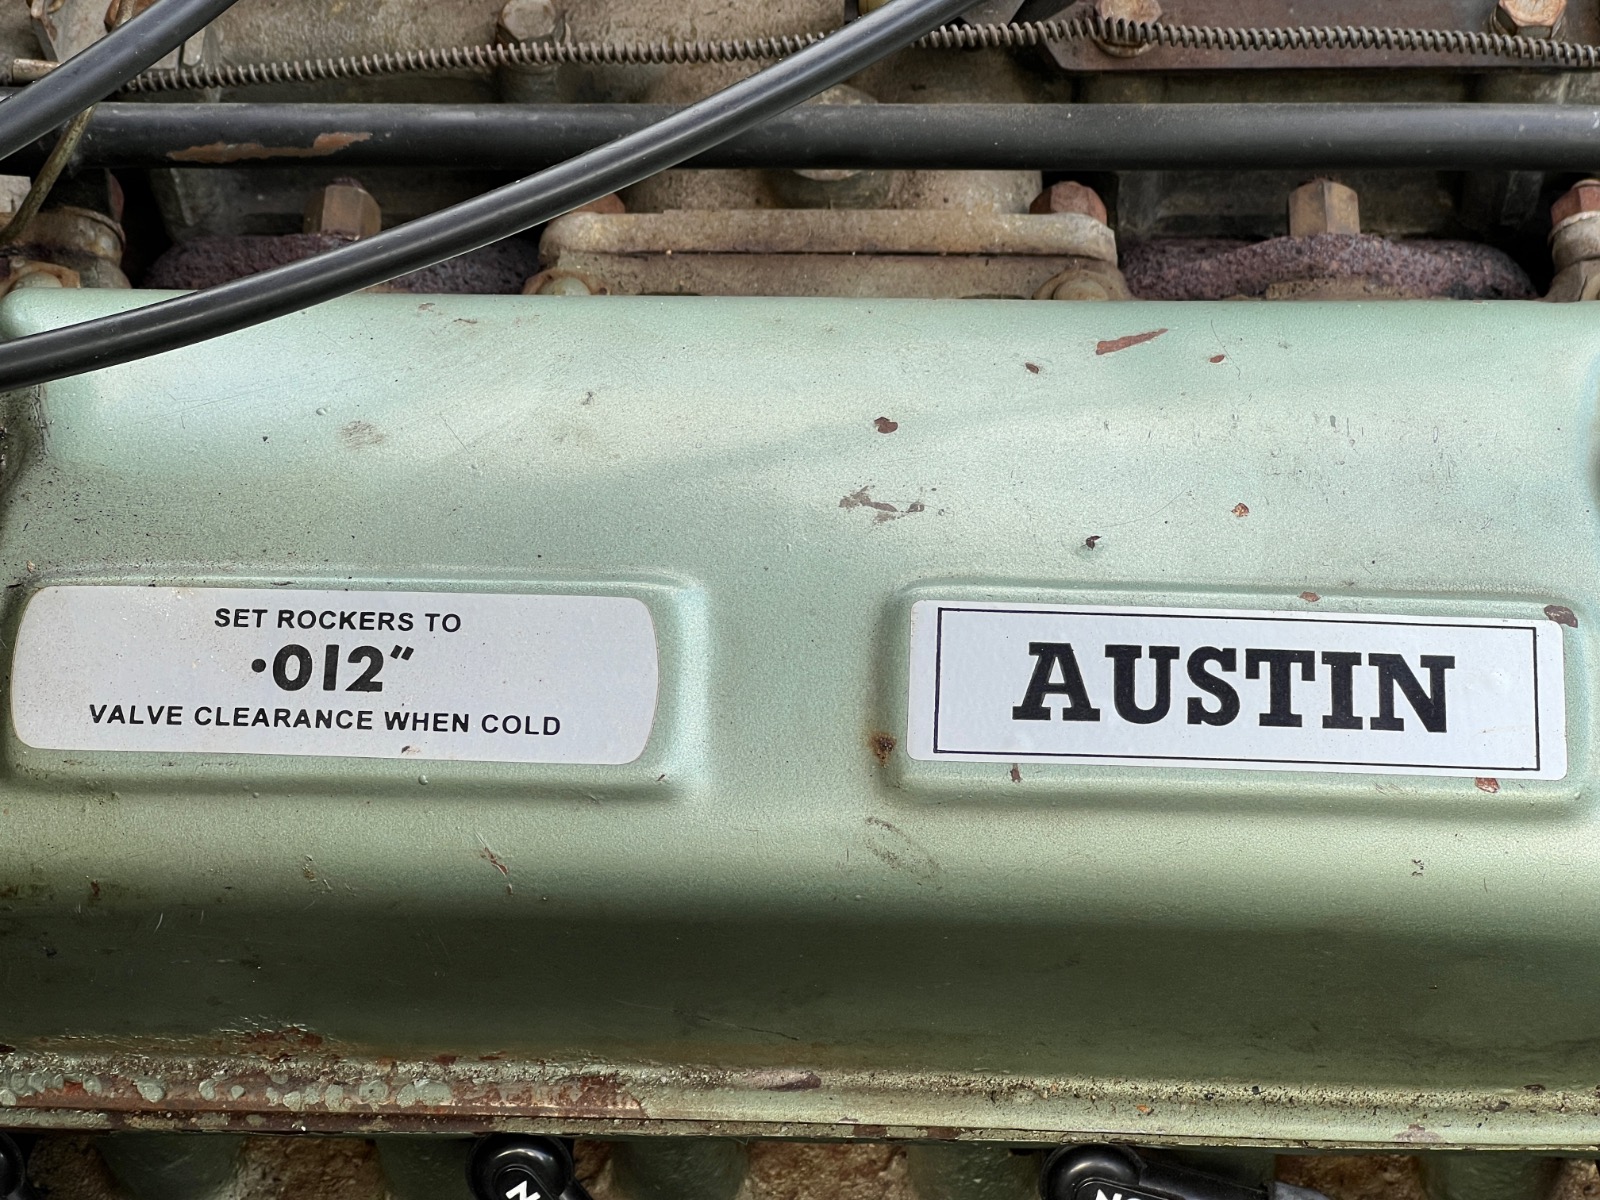 SET ROCKERS TO
·012"
VALVE CLEARANCE WHEN COLD
AUSTIN